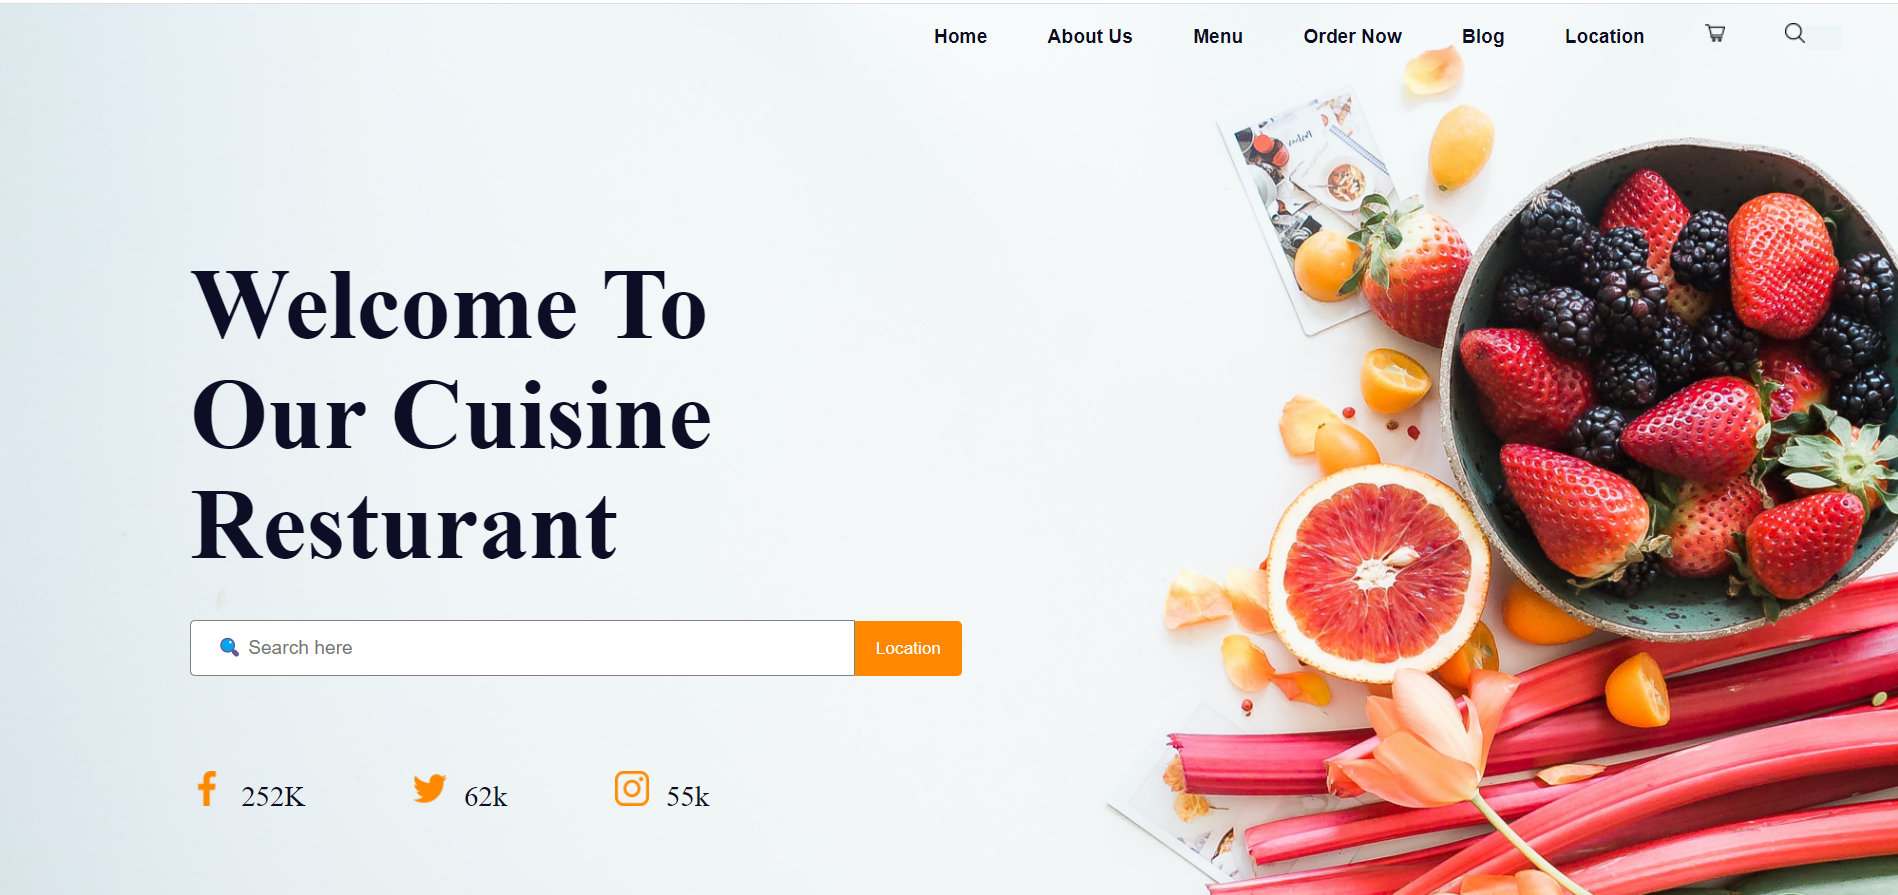 Home About Us Menu Order Now Blog Location
Welcome To
Our Cuisine
Resturant
Search here Location
252K 62k 55k